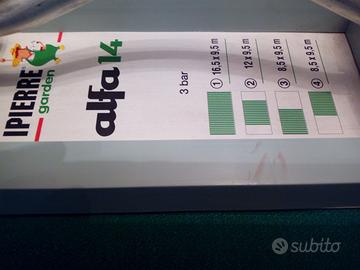 IPIERRE
garden
alfa 14
3 bar
1 16.5 x 9.5 m
2 12 x 9.5 m
3 8.5 x 9.5 m
4 8.5 x 9.5 m
subito